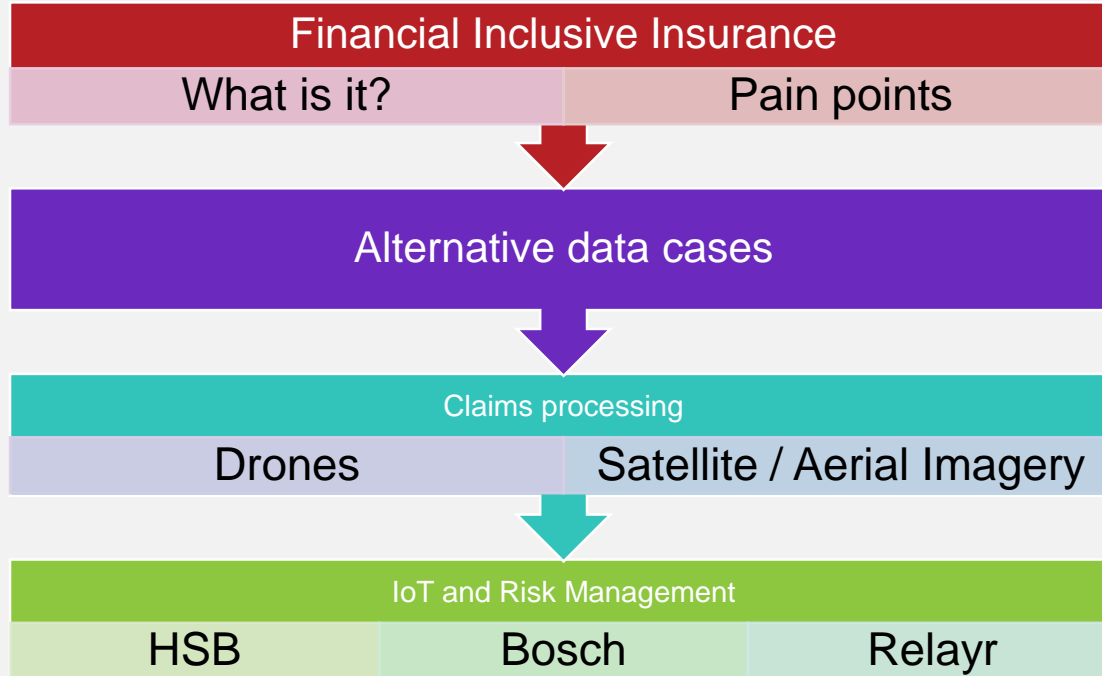 Financial Inclusive Insurance
What is it?
Pain points
Alternative data cases
Claims processing
Drones
Satellite / Aerial Imagery
IoT and Risk Management
HSB
Bosch
Relayr